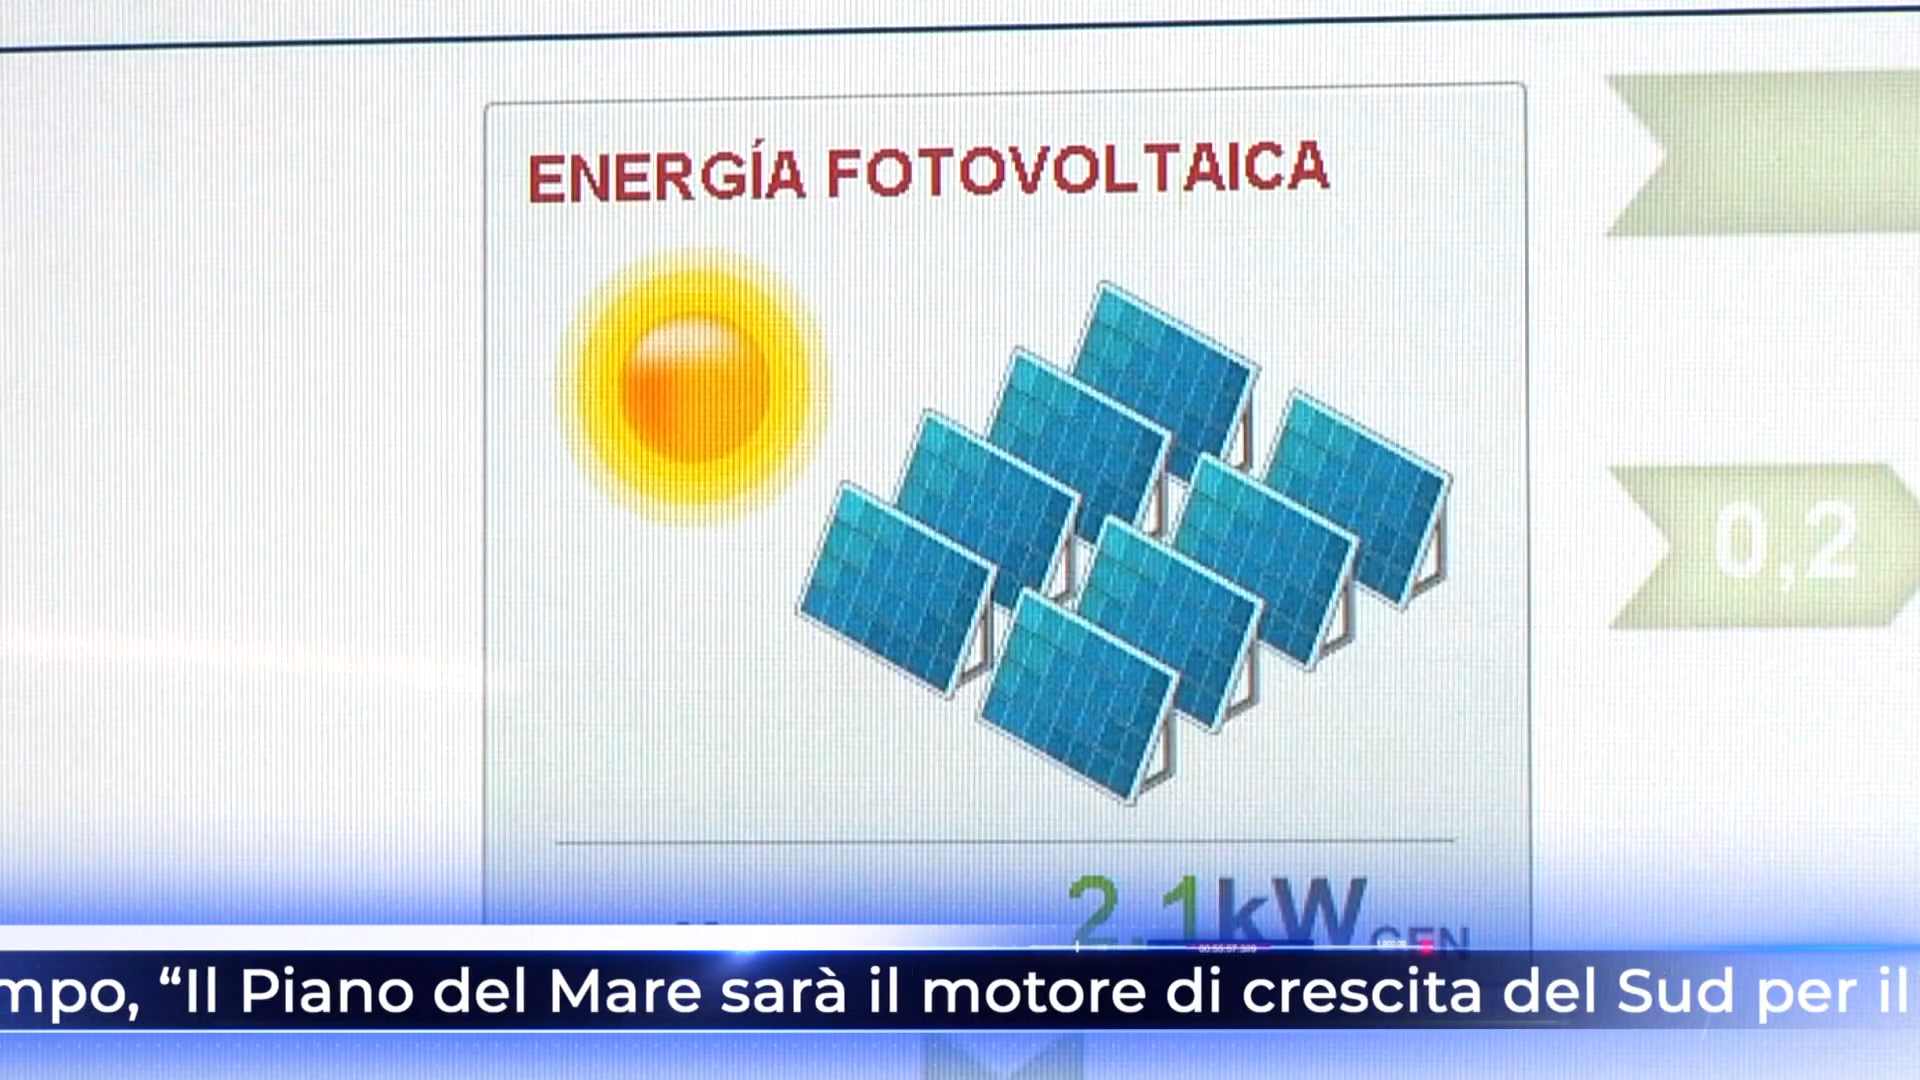 ENERGÍA FOTOVOLTAICA
0,2
2,1kW GEN
mpo, “Il Piano del Mare sarà il motore di crescita del Sud per il